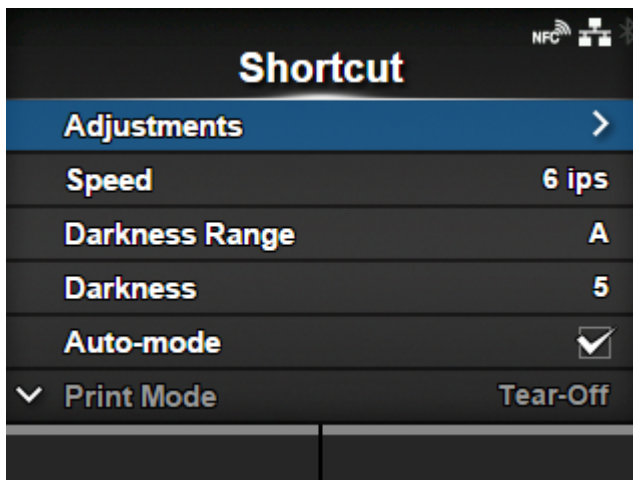 NFC
Shortcut
Adjustments
Speed 6 ips
Darkness Range A
Darkness 5
Auto-mode
Print Mode Tear-Off